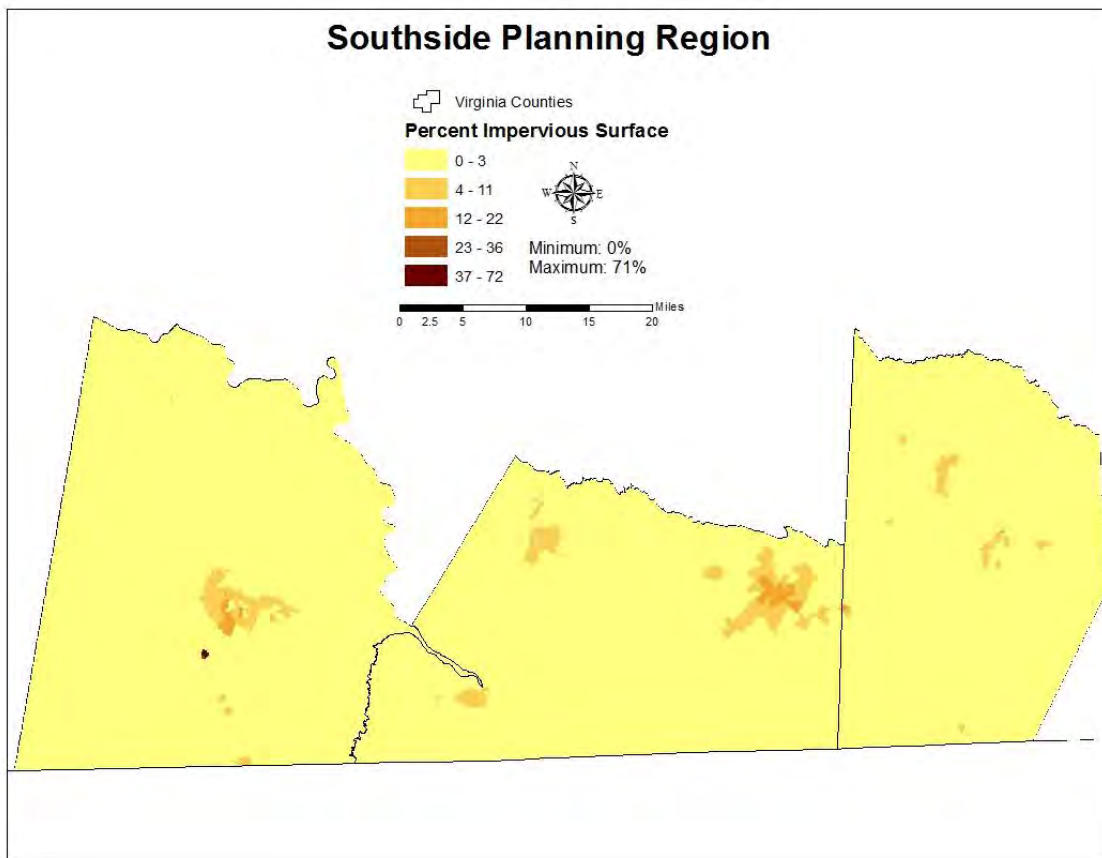 Southside Planning Region
Virginia Counties
Percent Impervious Surface
0 - 3
4 - 11
12 - 22
23 - 36
37 - 72
N
W E
S
Minimum: 0%
Maximum: 71%
Miles
0 2.5 5 10 15 20